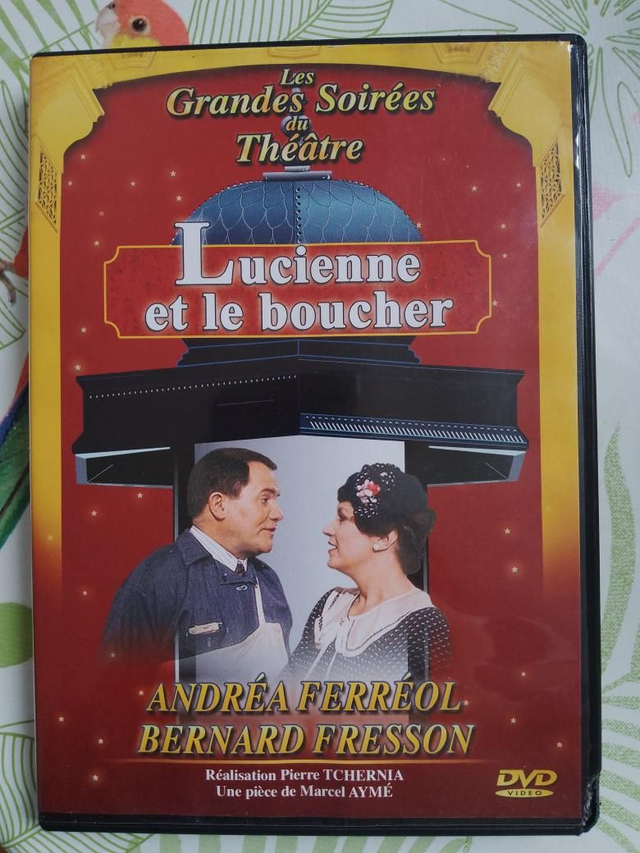 Les
Grandes Soirées
du
Théâtre
Lucienne
et le boucher
ANDRÉA FERRÉOL
BERNARD FRESSON
Réalisation Pierre TCHERNIA
Une pièce de Marcel AYMÉ
DVD
VIDEO